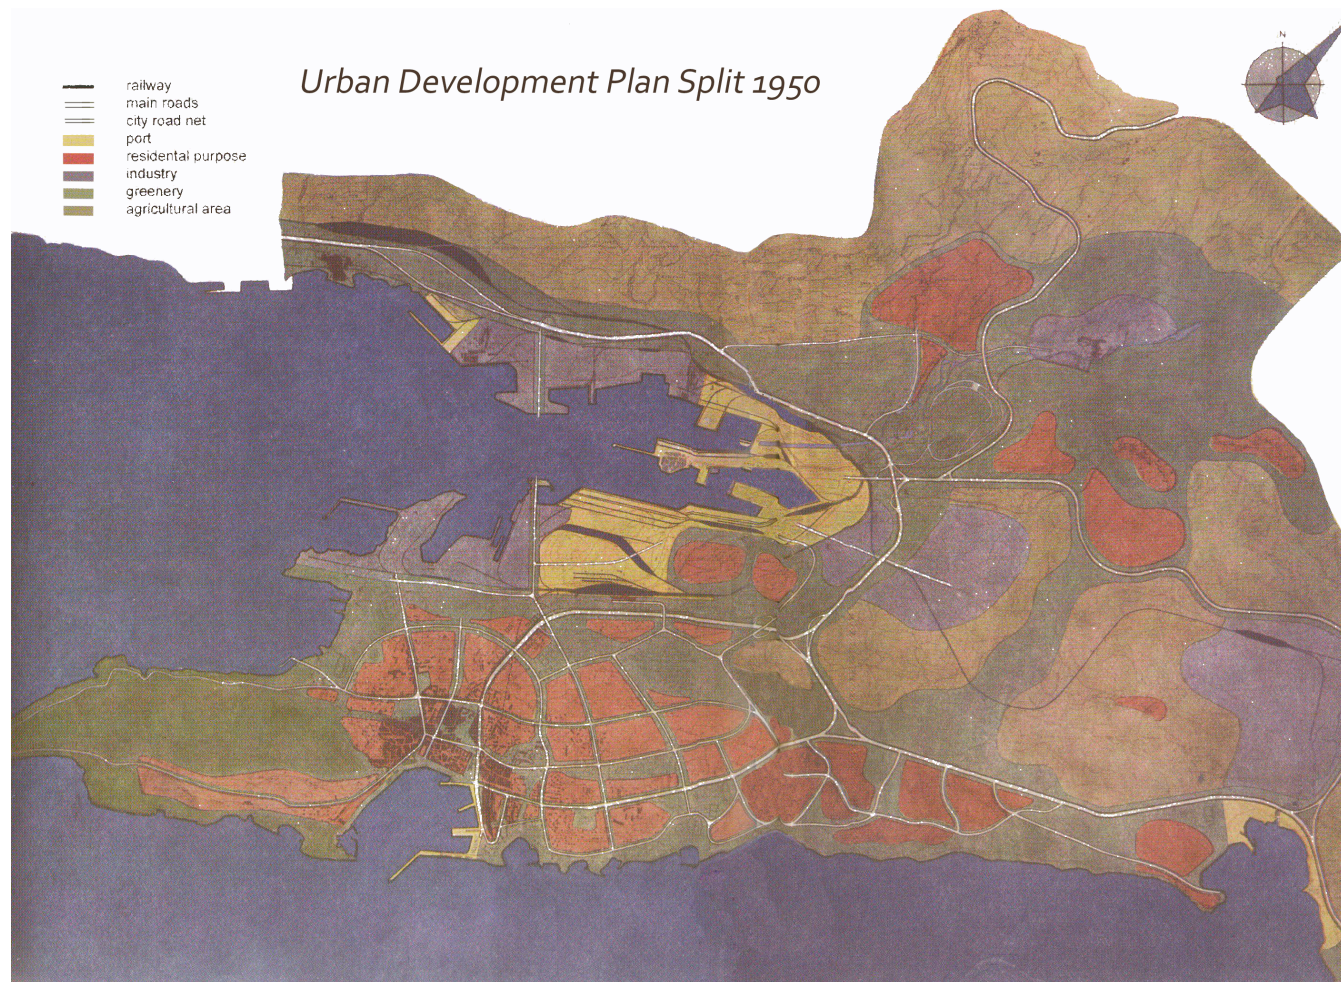 Urban Development Plan Split 1950
railway
main roads
city road net
port
residental purpose
industry
greenery
agricultural area
N